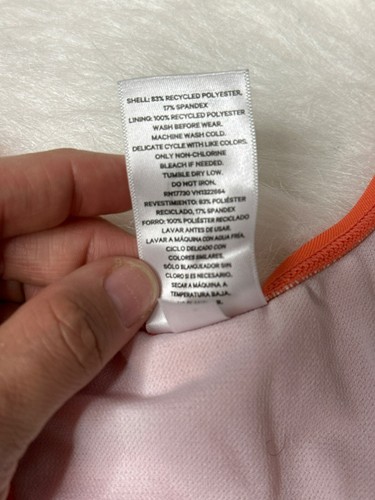 SHELL: 83% RECYCLED POLYESTER,
17% SPANDEX
LINING: 100% RECYCLED POLYESTER
WASH BEFORE WEAR.
MACHINE WASH COLD.
DELICATE CYCLE WITH LIKE COLORS.
ONLY NON-CHLORINE
BLEACH IF NEEDED.
TUMBLE DRY LOW.
DO NOT IRON.
RN17730 VN1322664
REVESTIMIENTO: 83% POLIÉSTER
RECICLADO, 17% SPANDEX
FORRO: 100% POLIÉSTER RECICLADO
LAVAR ANTES DE USAR.
LAVAR A MÁQUINA CON AGUA FRÍA.
CICLO DELICADO CON
COLORES SIMILARES.
SÓLO BLANQUEADOR SIN
CLORO SI ES NECESARIO.
SECAR A MÁQUINA A
TEMPERATURA BAJA.